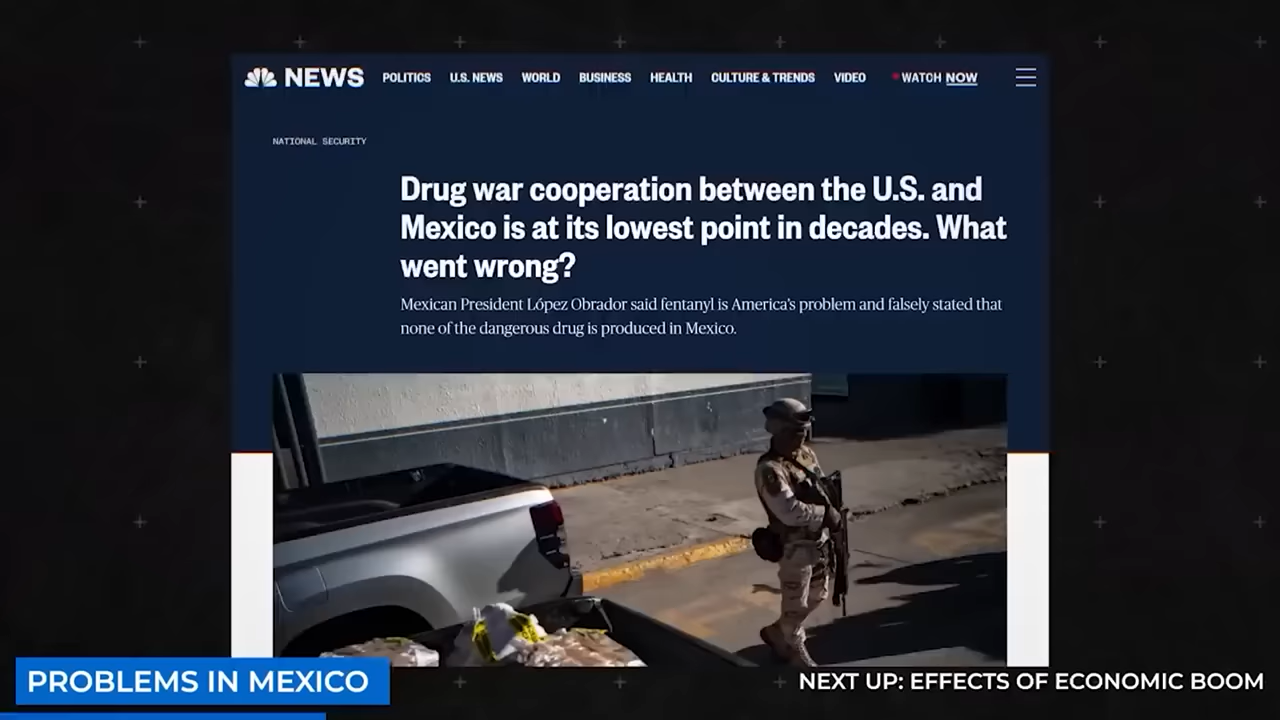 NEWS POLITICS U.S. NEWS WORLD BUSINESS HEALTH CULTURE & TRENDS VIDEO WATCH NOW
NATIONAL SECURITY
Drug war cooperation between the U.S. and
Mexico is at its lowest point in decades. What
went wrong?
Mexican President López Obrador said fentanyl is America's problem and falsely stated that
none of the dangerous drug is produced in Mexico.
PROBLEMS IN MEXICO
NEXT UP: EFFECTS OF ECONOMIC BOOM